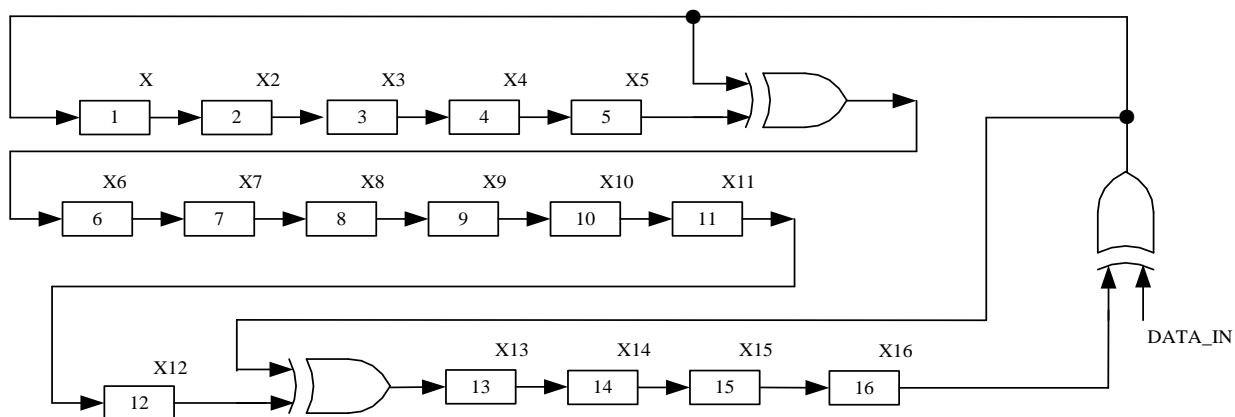 X X2 X3 X4 X5
1 2 3 4 5
X6 X7 X8 X9 X10 X11
6 7 8 9 10 11
DATA_IN
X12 X13 X14 X15 X16
12 13 14 15 16